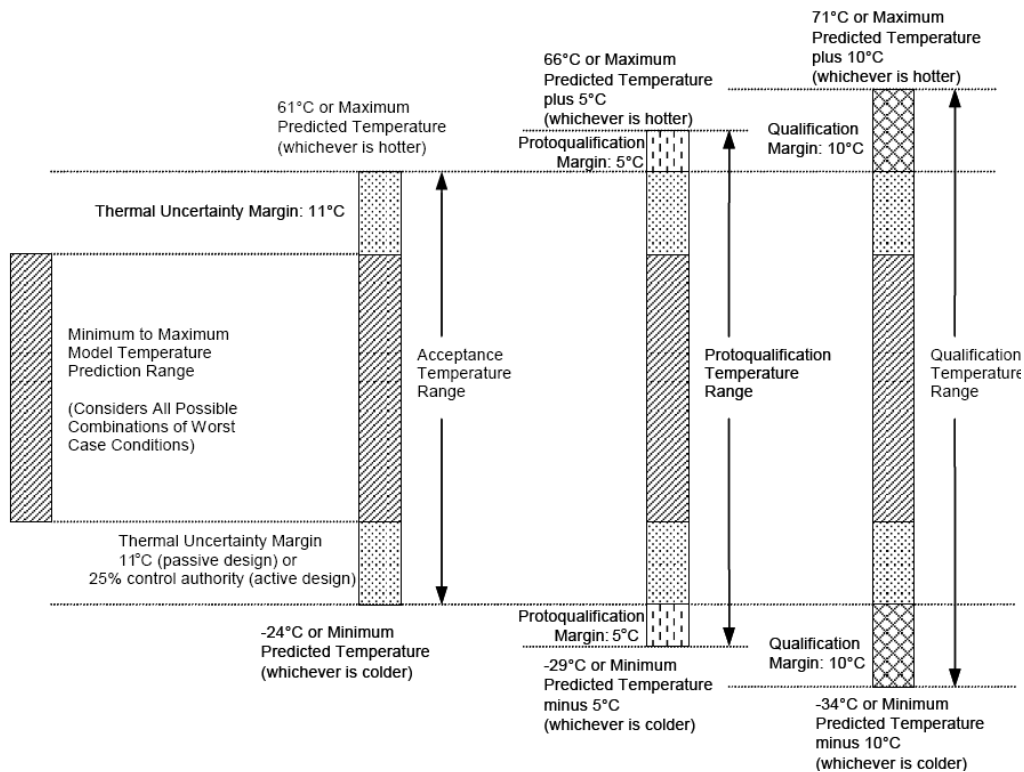 71°C or Maximum
Predicted Temperature
plus 10°C
(whichever is hotter)
66°C or Maximum
Predicted Temperature
plus 5°C
(whichever is hotter)
61°C or Maximum
Predicted Temperature
(whichever is hotter)
Protoqualification
Margin: 5°C
Qualification
Margin: 10°C
Thermal Uncertainty Margin: 11°C
Minimum to Maximum
Model Temperature
Prediction Range
(Considers All Possible
Combinations of Worst
Case Conditions)
Acceptance
Temperature
Range
Protoqualification
Temperature
Range
Qualification
Temperature
Range
Thermal Uncertainty Margin
11°C (passive design) or
25% control authority (active design)
Protoqualification
Margin: 5°C
Qualification
Margin: 10°C
-24°C or Minimum
Predicted Temperature
(whichever is colder)
-29°C or Minimum
Predicted Temperature
minus 5°C
(whichever is colder)
-34°C or Minimum
Predicted Temperature
minus 10°C
(whichever is colder)